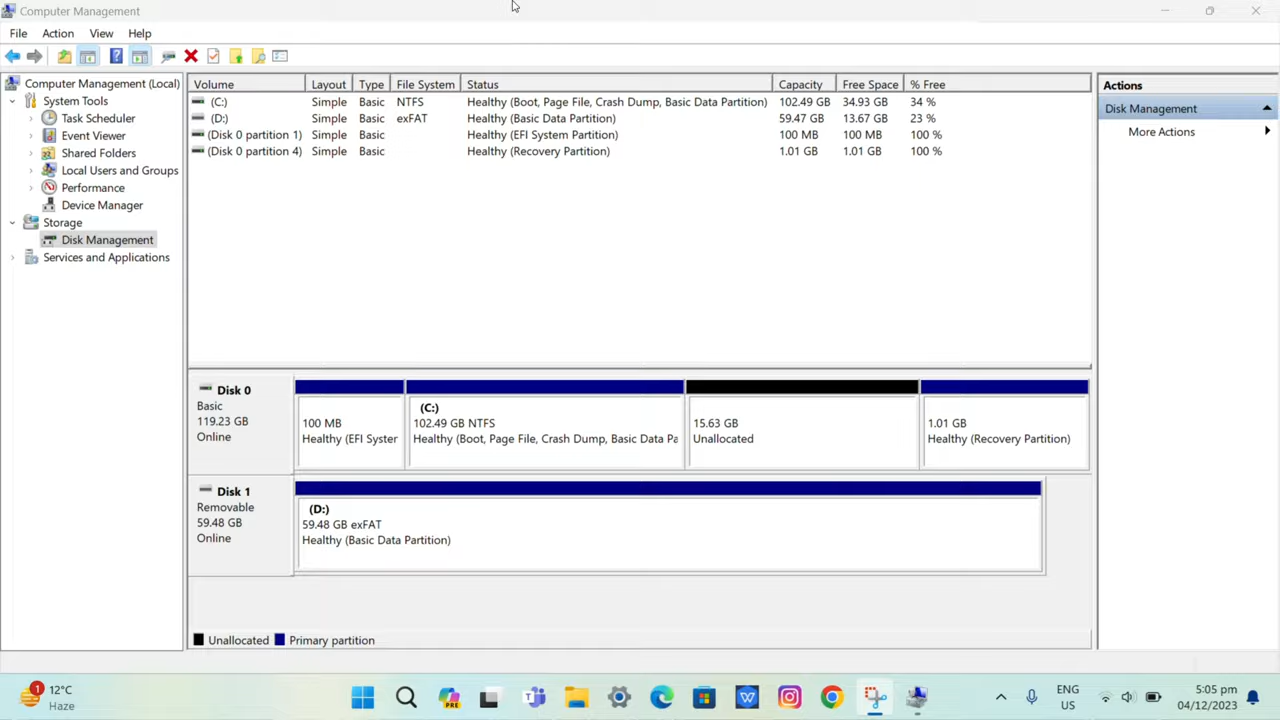 Computer Management
File Action View Help
Computer Management (Local)
System Tools
Task Scheduler
Event Viewer
Shared Folders
Local Users and Groups
Performance
Device Manager
Storage
Disk Management
Services and Applications
Volume Layout Type File System Status Capacity Free Space % Free
(C:) Simple Basic NTFS Healthy (Boot, Page File, Crash Dump, Basic Data Partition) 102.49 GB 34.93 GB 34 %
(D:) Simple Basic exFAT Healthy (Basic Data Partition) 59.47 GB 13.67 GB 23 %
(Disk 0 partition 1) Simple Basic Healthy (EFI System Partition) 100 MB 100 MB 100 %
(Disk 0 partition 4) Simple Basic Healthy (Recovery Partition) 1.01 GB 1.01 GB 100 %
Disk 0
Basic
119.23 GB
Online
100 MB
Healthy (EFI Syster
(C:)
102.49 GB NTFS
Healthy (Boot, Page File, Crash Dump, Basic Data Pa
15.63 GB
Unallocated
1.01 GB
Healthy (Recovery Partition)
Disk 1
Removable
59.48 GB
Online
(D:)
59.48 GB exFAT
Healthy (Basic Data Partition)
Unallocated Primary partition
Actions
Disk Management
More Actions
1
12°C
Haze
PRE
ENG
US
5:05 pm
04/12/2023